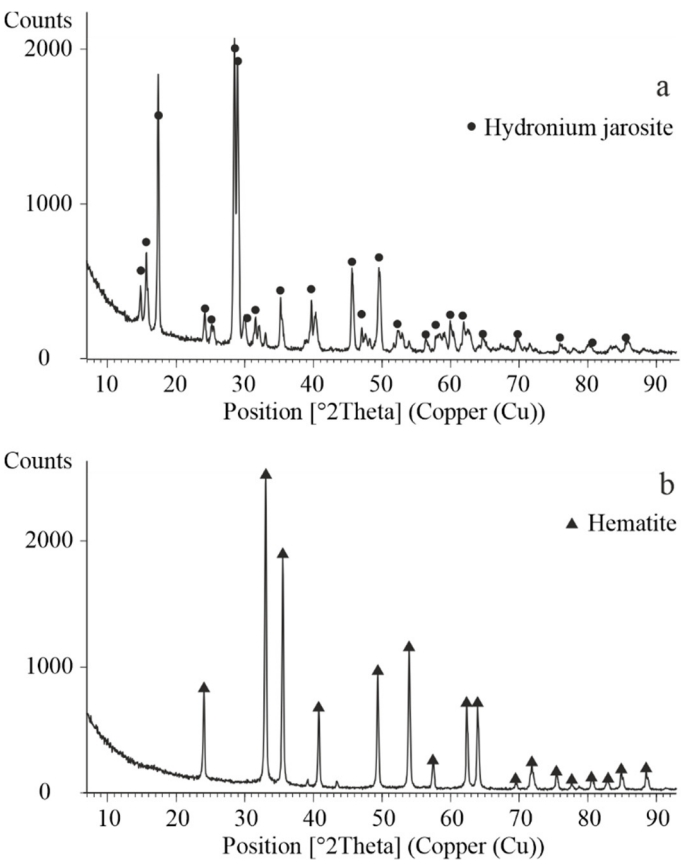 Counts
2000
a
● Hydronium jarosite
1000
0
10 20 30 40 50 60 70 80 90
Position [°2Theta] (Copper (Cu))
Counts
b
▲ Hematite
2000
1000
0
10 20 30 40 50 60 70 80 90
Position [°2Theta] (Copper (Cu))